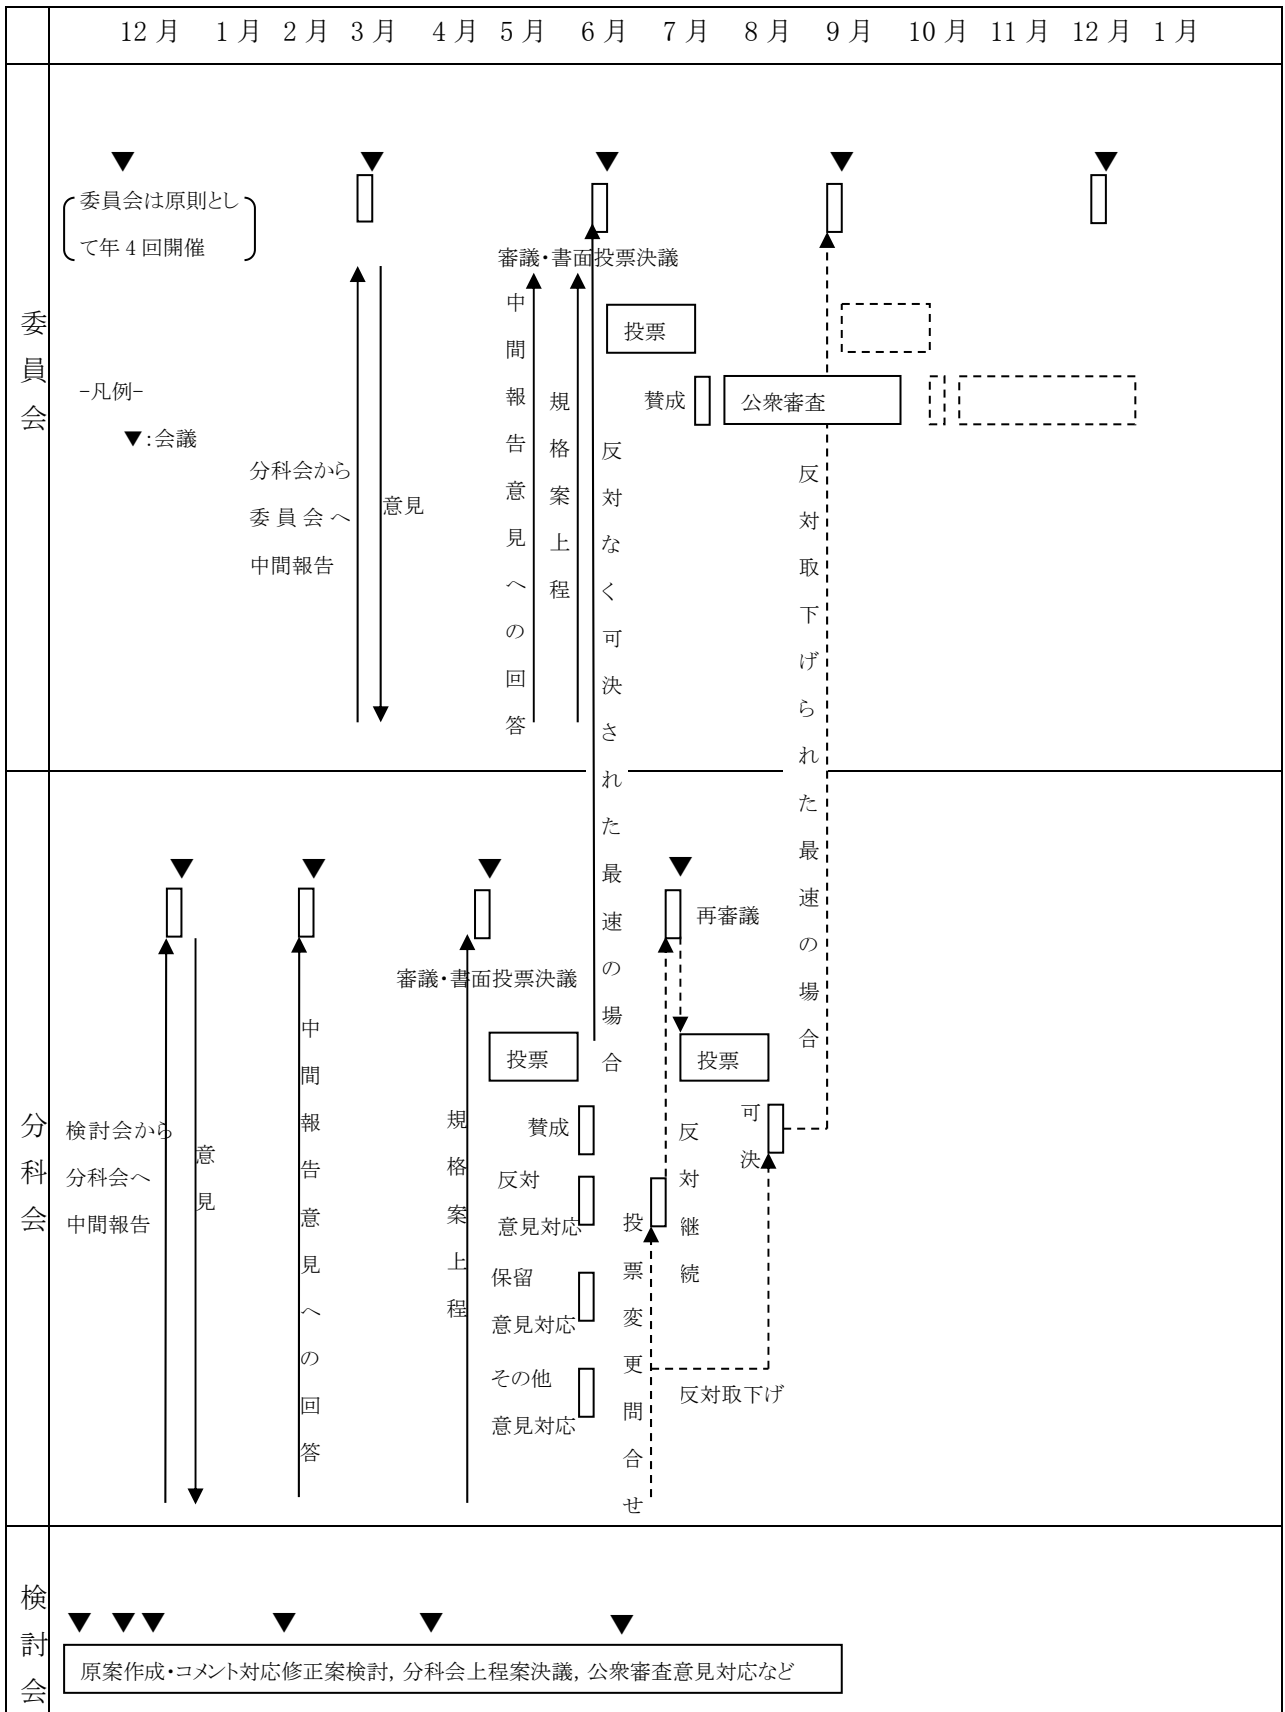 12月 1月 2月 3月 4月 5月 6月 7月 8月 9月 10月 11月 12月 1月
委員会
▼ ▼ ▼ ▼ ▼
委員会は原則とし
て年4回開催
審議・書面投票決議
投票
-凡例-
▼:会議
賛成
公衆審査
分科会から
委員会へ
中間報告
意見
中間報告意見への回答
規格案上程
反対なく可決された最速の場合
反対取下げられた最速の場合
分科会
▼ ▼ ▼ ▼
再審議
審議・書面投票決議
投票
投票
検討会から
分科会へ
中間報告
意見
中間報告意見への回答
規格案上程
賛成
反対
意見対応
保留
意見対応
その他
意見対応
投票変更問合せ
反対継続
可決
反対取下げ
検討会
▼ ▼ ▼ ▼ ▼ ▼
原案作成・コメント対応修正案検討, 分科会上程案決議, 公衆審査意見対応など